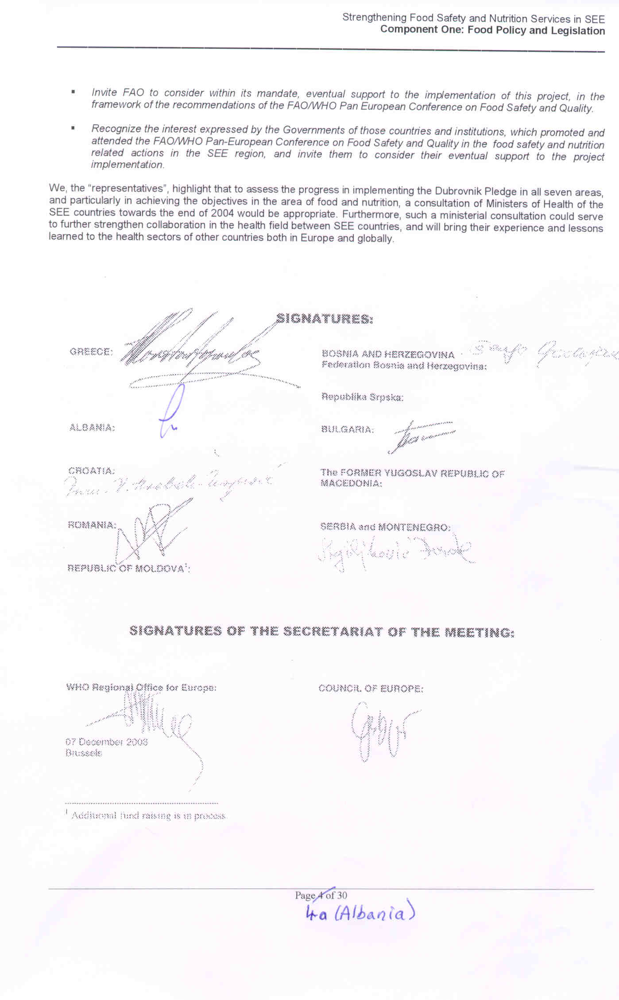 Strengthening Food Safety and Nutrition Services in SEE
Component One: Food Policy and Legislation
▪ Invite FAO to consider within its mandate, eventual support to the implementation of this project, in the
framework of the recommendations of the FAO/WHO Pan European Conference on Food Safety and Quality.
▪ Recognize the interest expressed by the Governments of those countries and institutions, which promoted and
attended the FAO/WHO Pan-European Conference on Food Safety and Quality in the food safety and nutrition
related actions in the SEE region, and invite them to consider their eventual support to the project
implementation.
We, the “representatives”, highlight that to assess the progress in implementing the Dubrovnik Pledge in all seven areas,
and particularly in achieving the objectives in the area of food and nutrition, a consultation of Ministers of Health of the
SEE countries towards the end of 2004 would be appropriate. Furthermore, such a ministerial consultation could serve
to further strengthen collaboration in the health field between SEE countries, and will bring their experience and lessons
learned to the health sectors of other countries both in Europe and globally.
SIGNATURES:
GREECE:
BOSNIA AND HERZEGOVINA
Federation Bosnia and Herzegovina:
Republika Srpska:
ALBANIA:
BULGARIA:
CROATIA:
The FORMER YUGOSLAV REPUBLIC OF
MACEDONIA:
ROMANIA:
SERBIA and MONTENEGRO:
REPUBLIC OF MOLDOVA¹:
SIGNATURES OF THE SECRETARIAT OF THE MEETING:
WHO Regional Office for Europe:
COUNCIL OF EUROPE:
07 December 2003
Brussels
¹ Additional fund raising is in process.
Page 4 of 30
4a (Albania)